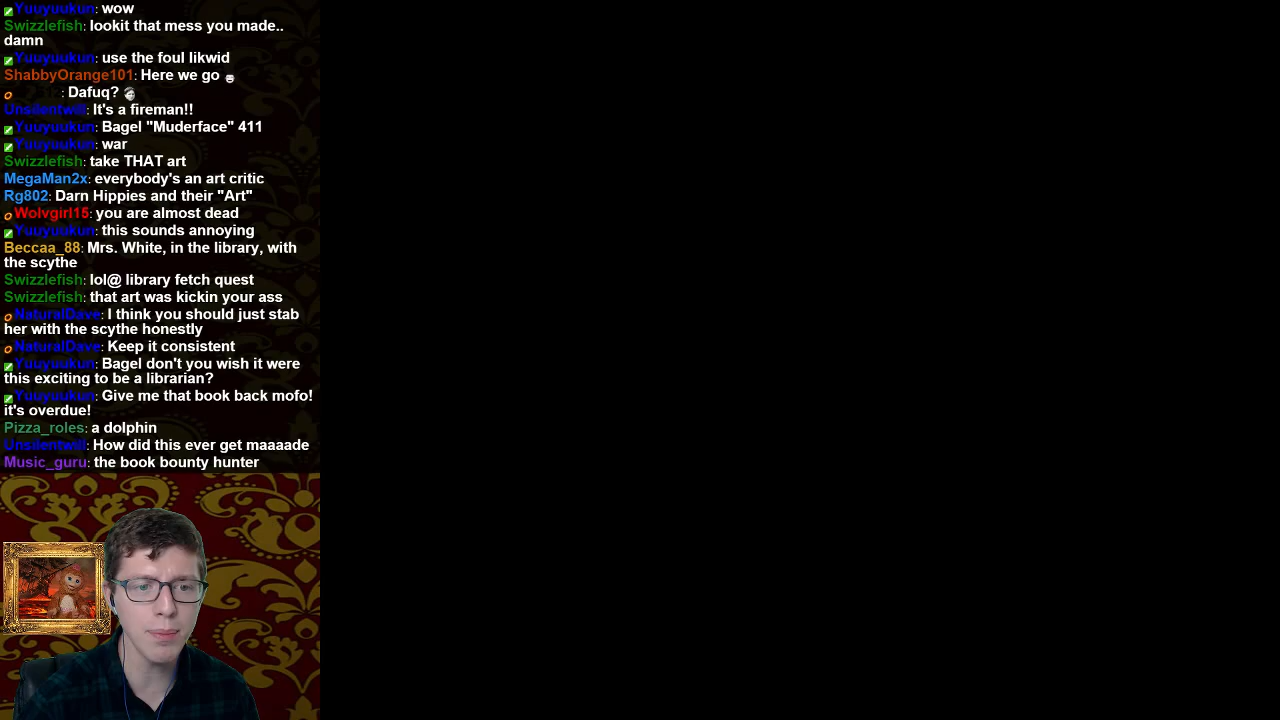 Yuuyuukun: wow
Swizzlefish: lookit that mess you made..
damn
Yuuyuukun: use the foul likwid
ShabbyOrange101: Here we go
: Dafuq?
Unsilentwill: It's a fireman!!
Yuuyuukun: Bagel "Muderface" 411
Yuuyuukun: war
Swizzlefish: take THAT art
MegaMan2x: everybody's an art critic
Rg802: Darn Hippies and their "Art"
Wolvgirl15: you are almost dead
Yuuyuukun: this sounds annoying
Beccaa_88: Mrs. White, in the library, with
the scythe
Swizzlefish: lol@ library fetch quest
Swizzlefish: that art was kickin your ass
NaturalDave: I think you should just stab
her with the scythe honestly
NaturalDave: Keep it consistent
Yuuyuukun: Bagel don't you wish it were
this exciting to be a librarian?
Yuuyuukun: Give me that book back mofo!
it's overdue!
Pizza_roles: a dolphin
Unsilentwill: How did this ever get maaaade
Music_guru: the book bounty hunter